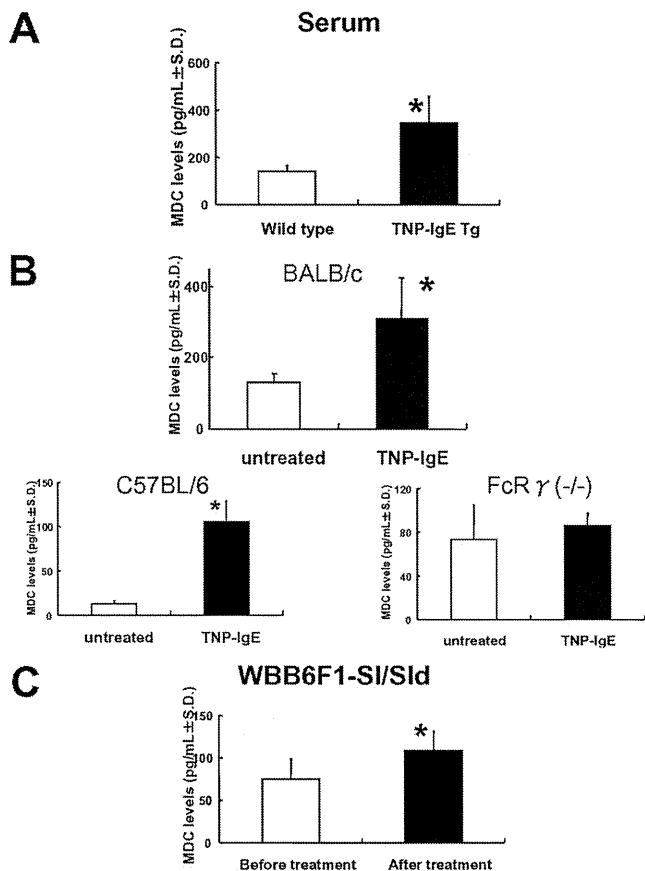 A
Serum
MDC levels (pg/mL±S.D.)
600
400
200
0
*
Wild type
TNP-IgE Tg
B
BALB/c
MDC levels (pg/mL±S.D.)
400
200
0
*
untreated
TNP-IgE
C57BL/6
MDC levels (pg/mL±S.D.)
150
100
50
0
*
untreated
TNP-IgE
FcR γ (-/-)
MDC levels (pg/mL±S.D.)
120
80
40
0
untreated
TNP-IgE
C
WBB6F1-Sl/Sld
MDC levels (pg/mL±S.D.)
150
100
50
0
*
Before treatment
After treatment